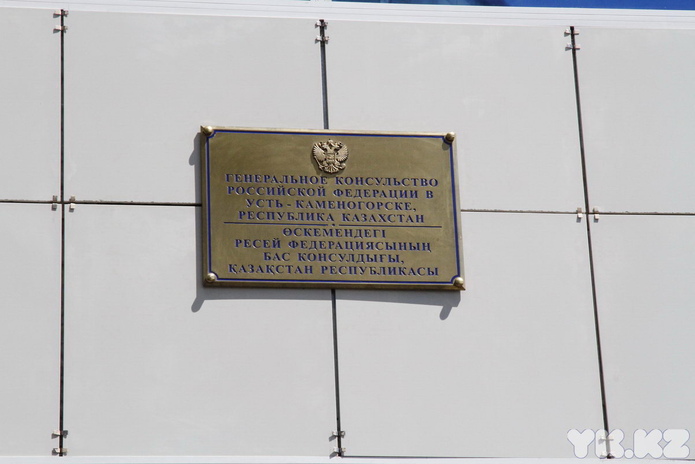 ГЕНЕРАЛЬНОЕ КОНСУЛЬСТВО
РОССИЙСКОЙ ФЕДЕРАЦИИ В
УСТЬ - КАМЕНОГОРСКЕ,
РЕСПУБЛИКА КАЗАХСТАН
ӨСКЕМЕНДЕГІ
РЕСЕЙ ФЕДЕРАЦИЯСЫНЫҢ
БАС КОНСУЛДЫҒЫ,
ҚАЗАҚСТАН РЕСПУБЛИКАСЫ
YK.KZ